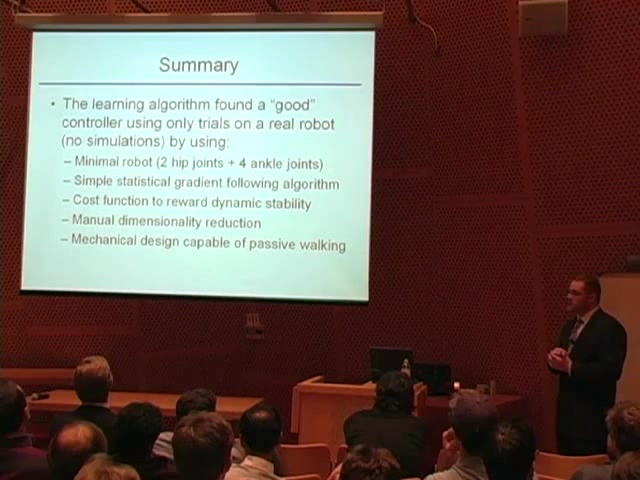 Summary
• The learning algorithm found a "good"
controller using only trials on a real robot
(no simulations) by using:
– Minimal robot (2 hip joints + 4 ankle joints)
– Simple statistical gradient following algorithm
– Cost function to reward dynamic stability
– Manual dimensionality reduction
– Mechanical design capable of passive walking